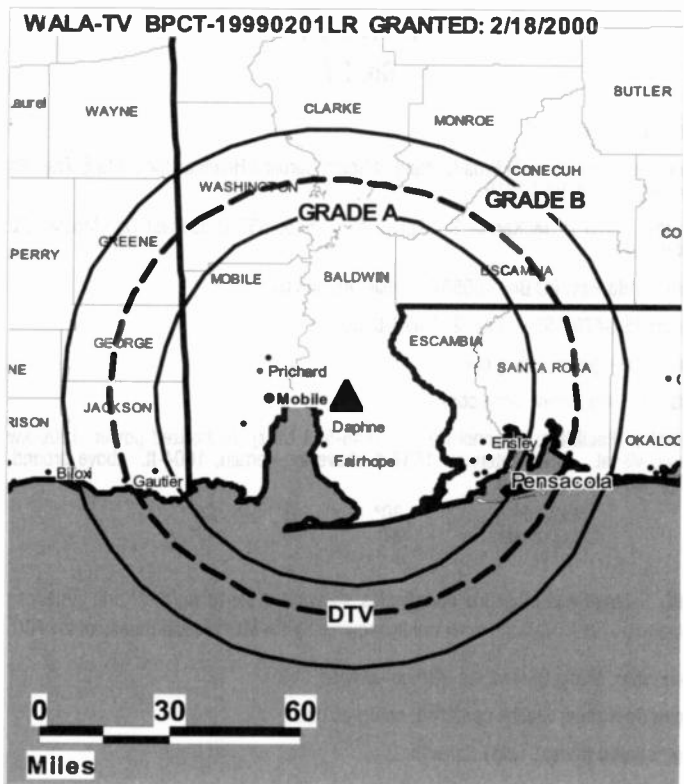 WALA-TV BPCT-19990201LR GRANTED: 2/18/2000
BUTLER
aurel
WAYNE
CLARKE
MONROE
CONECUH
WASHINGTON
GRADE B
GRADE A
GREENE
CO
PERRY
MOBILE
BALDWIN
ESCAMBIA
ESCAMBIA
GEORGE
SANTA ROSA
NE
Prichard
JACKSON
Mobile
RISON
Daphne
Ensley
OKALOO
Fairhope
Biloxi
Gautier
Pensacola
DTV
0 30 60
Miles